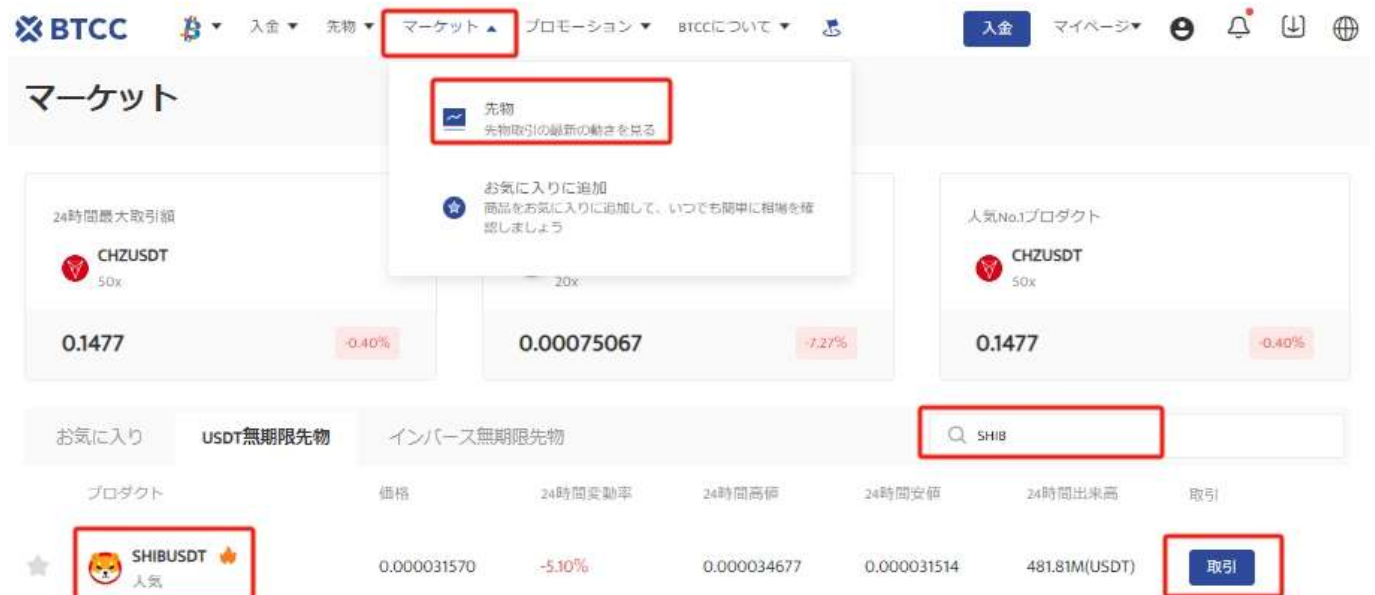 BTCC
入金
先物
マーケット
プロモーション
BTCCについて
入金
マイページ
マーケット
先物
先物取引の最新の動きを見る
お気に入りに追加
商品をお気に入りに追加して、いつでも簡単に相場を確
認しましょう
24時間最大取引額
CHZUSDT
50x
0.1477
-0.40%
20x
0.00075067
-7.27%
人気No.1プロダクト
CHZUSDT
50x
0.1477
-0.40%
お気に入り
USDT無期限先物
インバース無期限先物
SHIB
プロダクト
価格
24時間変動率
24時間高値
24時間安値
24時間出来高
取引
SHIBUSDT
人気
0.000031570
-5.10%
0.000034677
0.000031514
481.81M(USDT)
取引